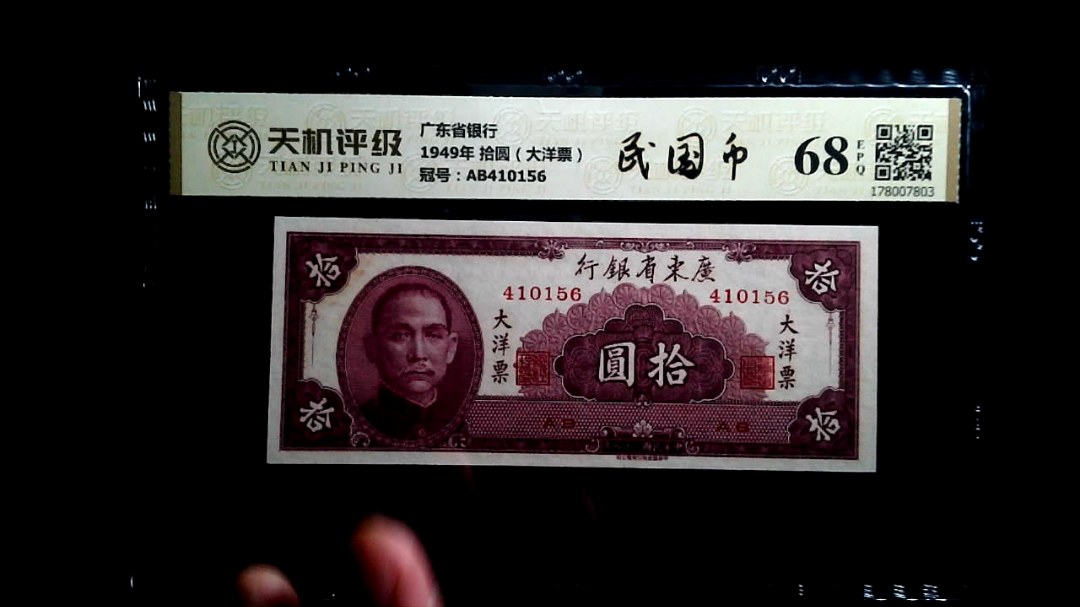 天机评级
TIAN JI PING JI
广东省银行
1949年 拾圆（大洋票）
冠号：AB410156
民国币
68
EPQ
178007803
拾
行銀省東廣
拾
410156
410156
大洋票
圓拾
大洋票
拾
AB
AB
拾